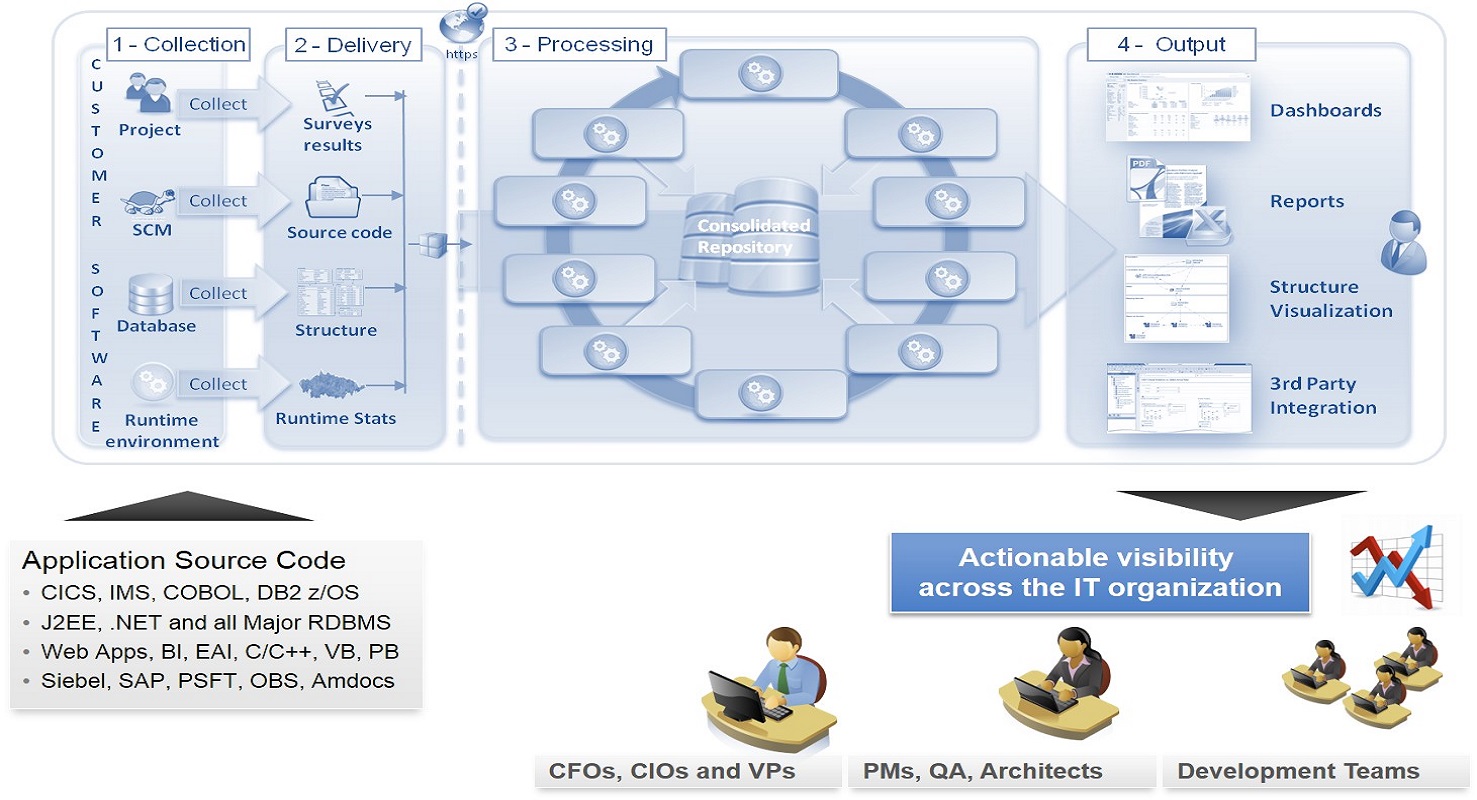 1 - Collection
2 - Delivery
https
3 - Processing
4 - Output
CUSTOMER SOFTWARE
Project
Collect
Surveys
results
SCM
Collect
Source code
Database
Collect
Structure
Runtime
environment
Collect
Runtime Stats
Consolidated
Repository
Dashboards
PDF
Reports
Structure
Visualization
3rd Party
Integration
Application Source Code
• CICS, IMS, COBOL, DB2 z/OS
• J2EE, .NET and all Major RDBMS
• Web Apps, BI, EAI, C/C++, VB, PB
• Siebel, SAP, PSFT, OBS, Amdocs
Actionable visibility
across the IT organization
CFOs, CIOs and VPs
PMs, QA, Architects
Development Teams